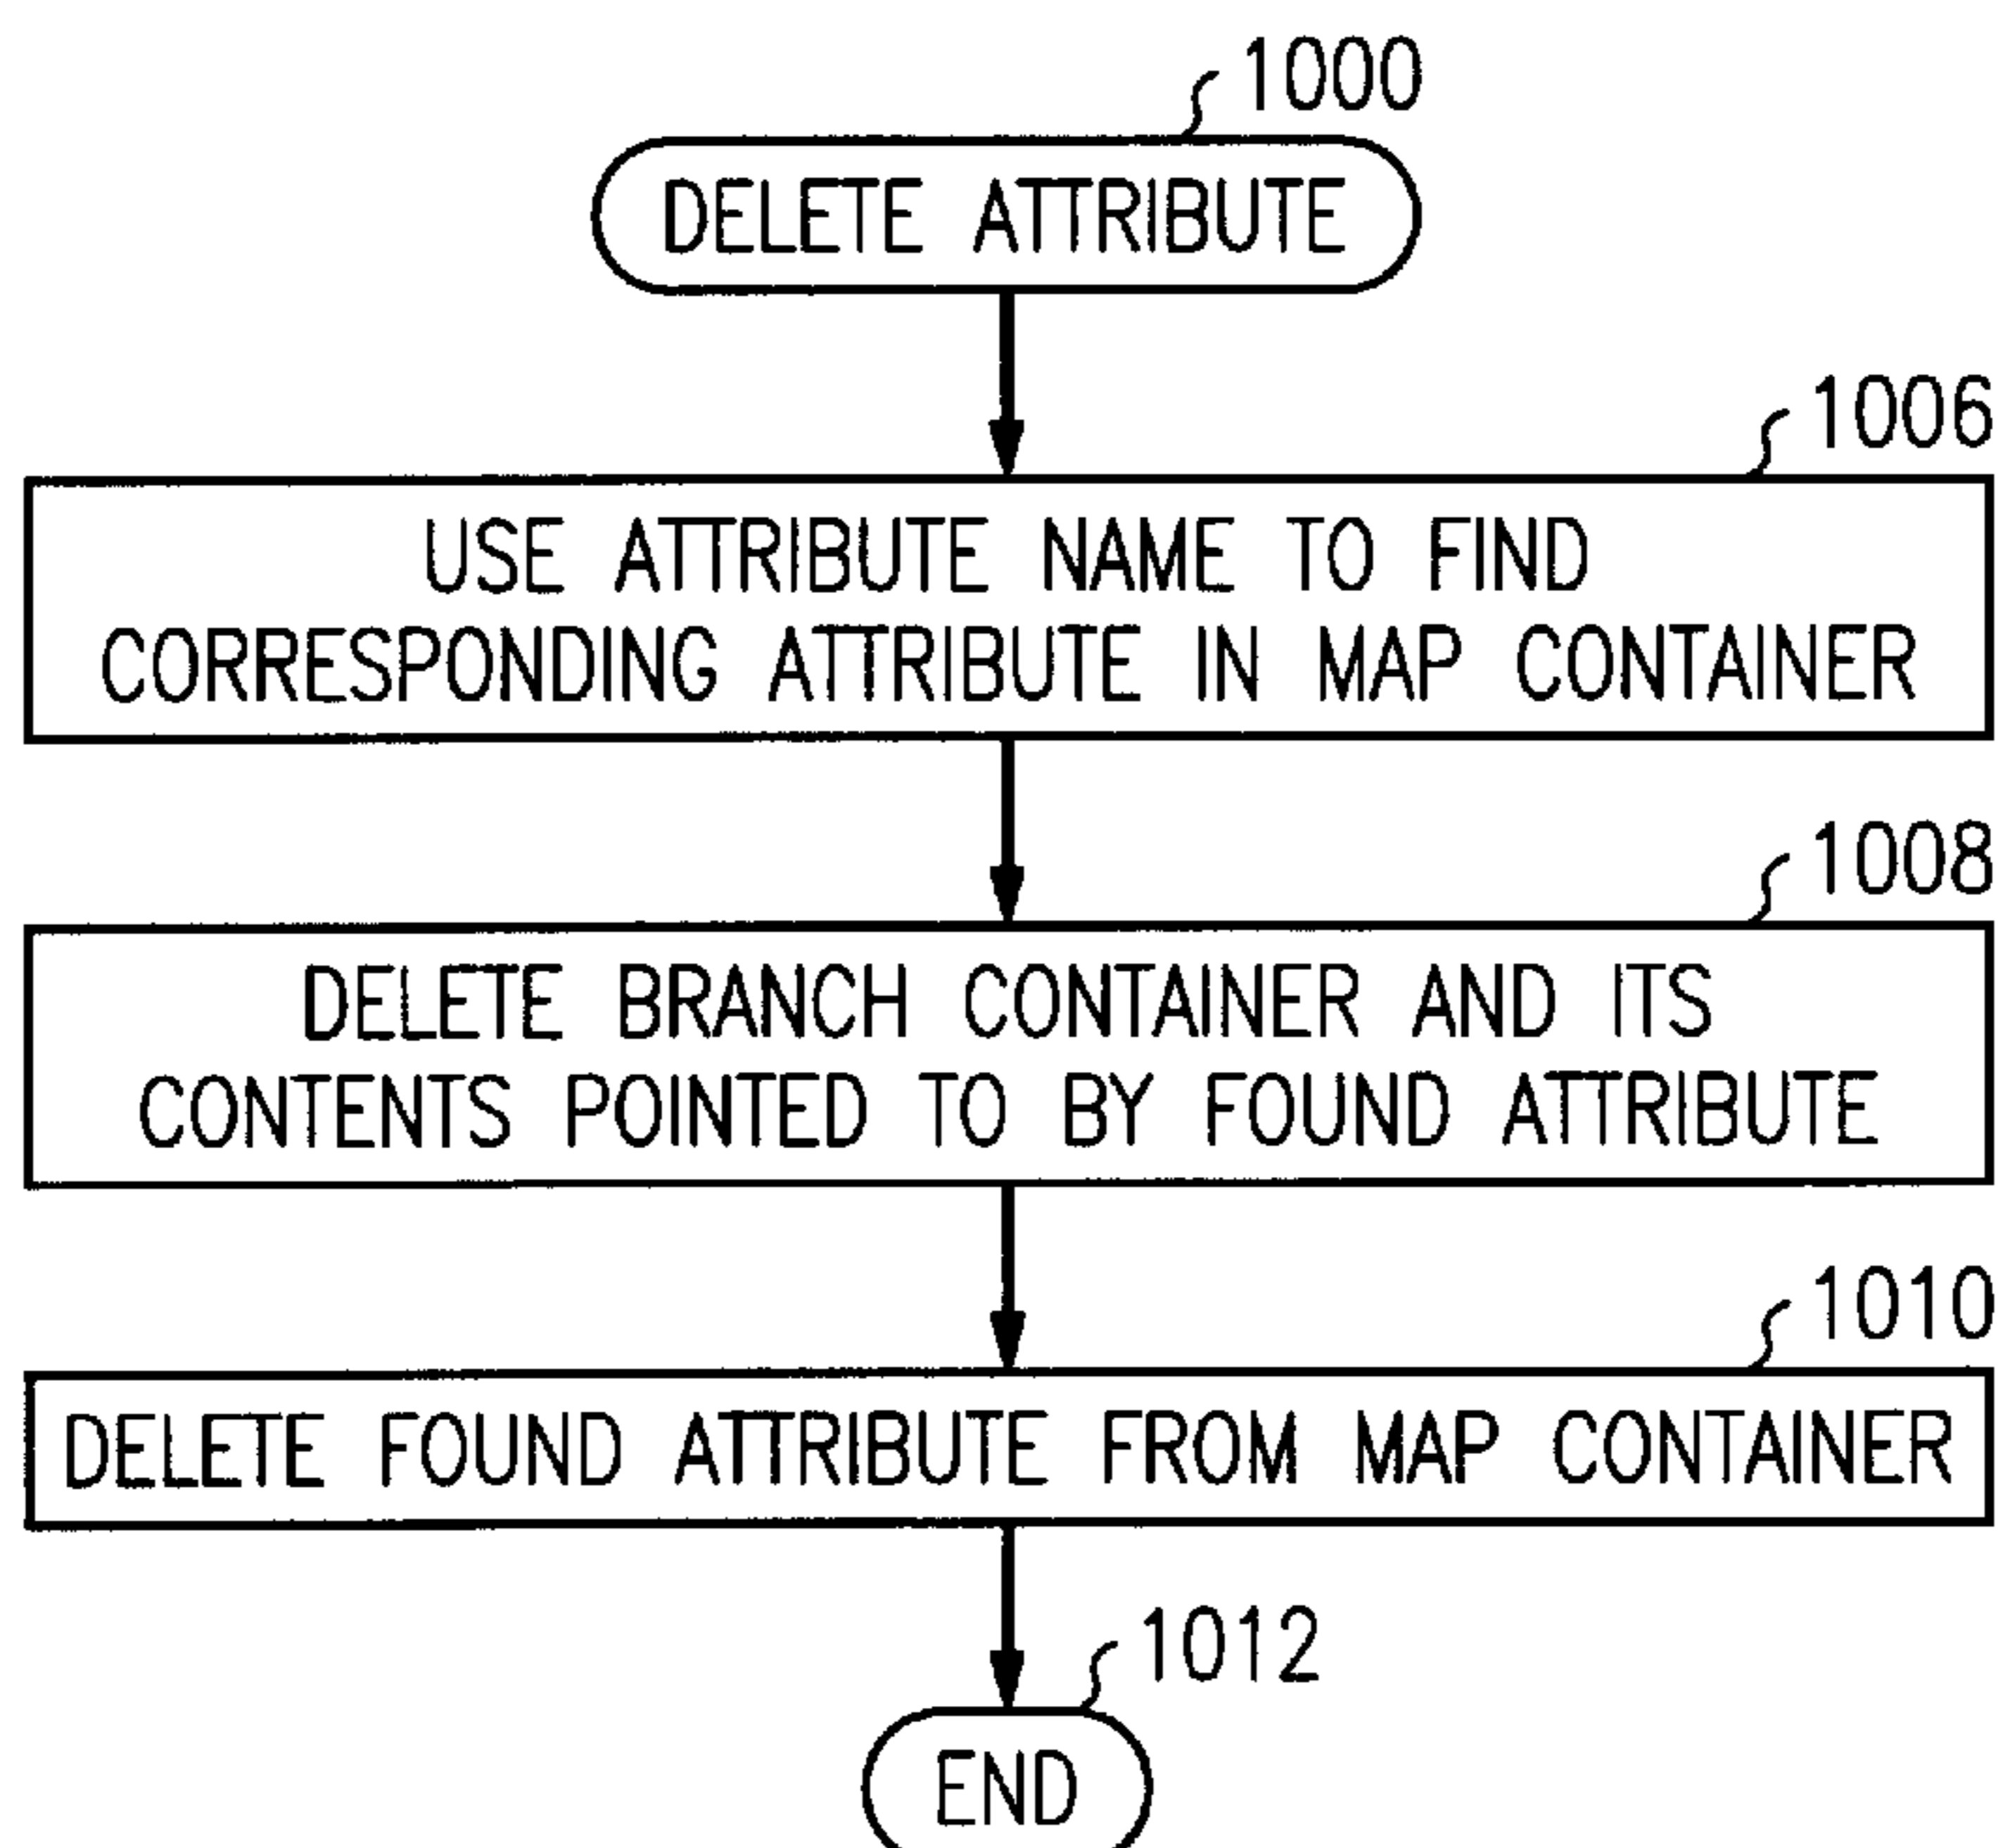 1000
DELETE ATTRIBUTE
1006
USE ATTRIBUTE NAME TO FIND
CORRESPONDING ATTRIBUTE IN MAP CONTAINER
1008
DELETE BRANCH CONTAINER AND ITS
CONTENTS POINTED TO BY FOUND ATTRIBUTE
1010
DELETE FOUND ATTRIBUTE FROM MAP CONTAINER
1012
END